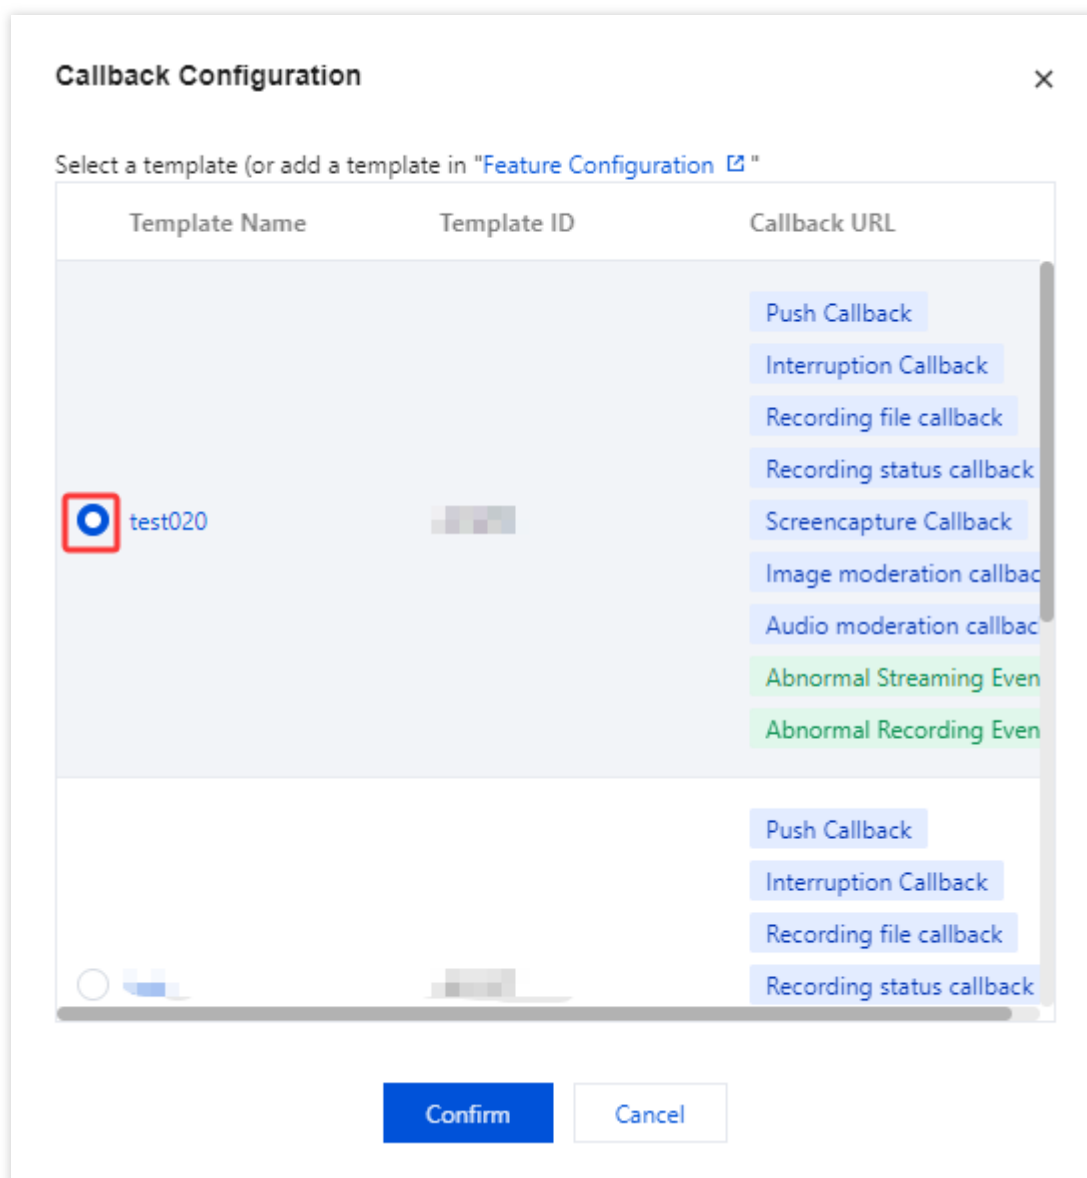 Callback Configuration
Select a template (or add a template in "Feature Configuration "
Template Name Template ID Callback URL
Push Callback
Interruption Callback
Recording file callback
Recording status callback
test020
Screencapture Callback
Image moderation callbac
Audio moderation callbac
Abnormal Streaming Even
Abnormal Recording Even
Push Callback
Interruption Callback
Recording file callback
Recording status callback
Confirm Cancel